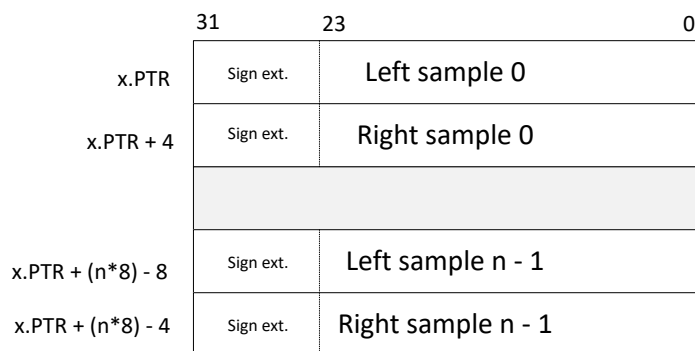 31 23 0
x.PTR Sign ext. Left sample 0
x.PTR + 4 Sign ext. Right sample 0
x.PTR + (n*8) - 8 Sign ext. Left sample n - 1
x.PTR + (n*8) - 4 Sign ext. Right sample n - 1